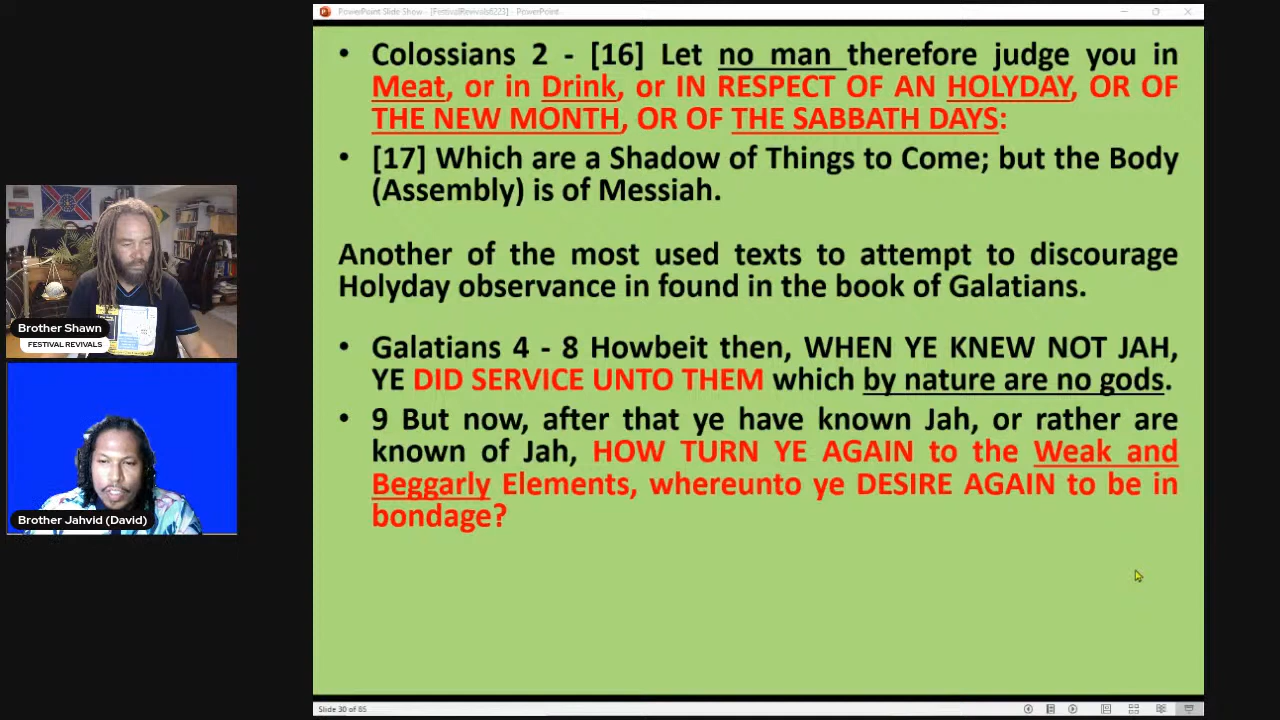 PowerPoint Slide Show - [FestivalRevivals6223] - PowerPoint
• Colossians 2 - [16] Let no man therefore judge you in
Meat, or in Drink, or IN RESPECT OF AN HOLYDAY, OR OF
THE NEW MONTH, OR OF THE SABBATH DAYS:
• [17] Which are a Shadow of Things to Come; but the Body
(Assembly) is of Messiah.
Another of the most used texts to attempt to discourage
Holyday observance in found in the book of Galatians.
• Galatians 4 - 8 Howbeit then, WHEN YE KNEW NOT JAH,
YE DID SERVICE UNTO THEM which by nature are no gods.
• 9 But now, after that ye have known Jah, or rather are
known of Jah, HOW TURN YE AGAIN to the Weak and
Beggarly Elements, whereunto ye DESIRE AGAIN to be in
bondage?
Slide 30 of 85
Brother Shawn
FESTIVAL REVIVALS
Brother Jahvid (David)